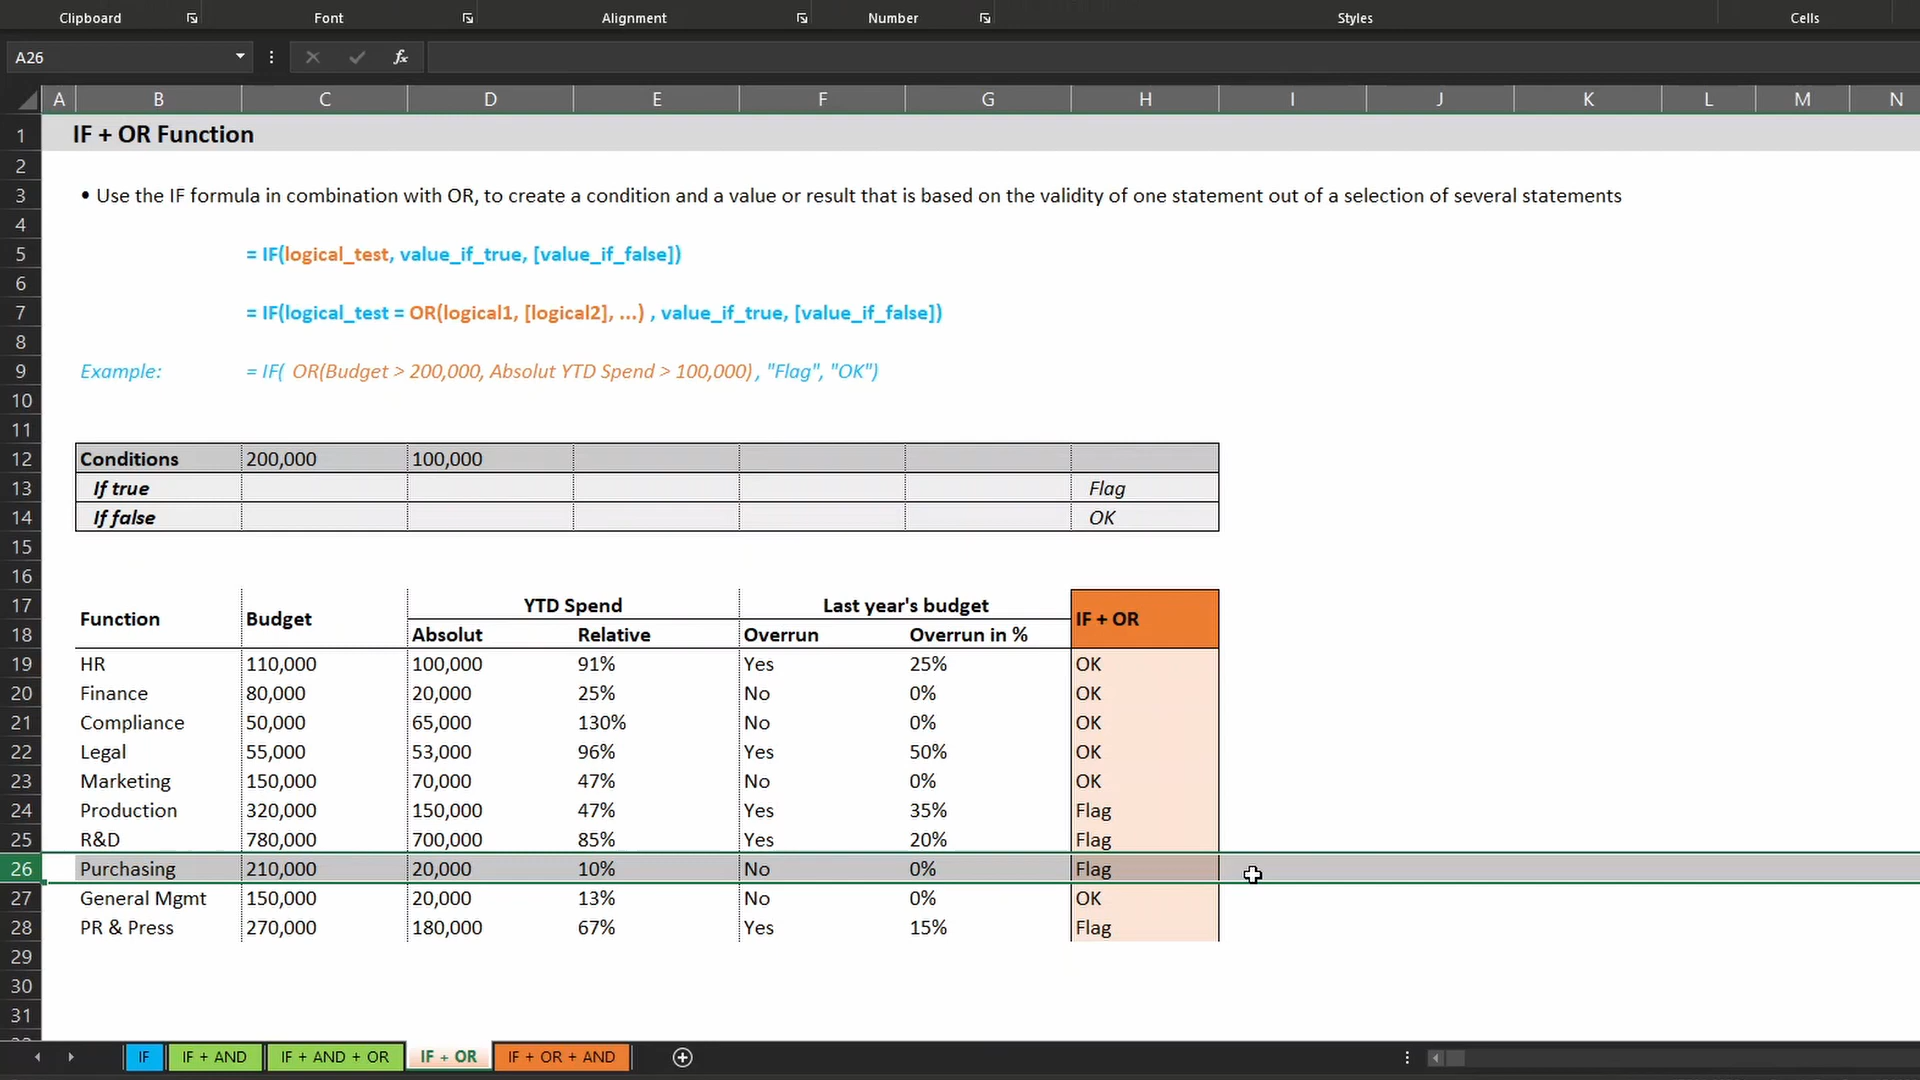 Clipboard Font Alignment Number Styles Cells
A26 fx
A B C D E F G H I J K L M N
1 IF + OR Function
2
3 • Use the IF formula in combination with OR, to create a condition and a value or result that is based on the validity of one statement out of a selection of several statements
4
5 = IF(logical_test, value_if_true, [value_if_false])
6
7 = IF(logical_test = OR(logical1, [logical2], ...) , value_if_true, [value_if_false])
8
9 Example: = IF( OR(Budget > 200,000, Absolut YTD Spend > 100,000) , "Flag", "OK")
10
11
12 Conditions 200,000 100,000
13 If true Flag
14 If false OK
15
16
17 YTD Spend Last year's budget
Function Budget IF + OR
18 Absolut Relative Overrun Overrun in %
19 HR 110,000 100,000 91% Yes 25% OK
20 Finance 80,000 20,000 25% No 0% OK
21 Compliance 50,000 65,000 130% No 0% OK
22 Legal 55,000 53,000 96% Yes 50% OK
23 Marketing 150,000 70,000 47% No 0% OK
24 Production 320,000 150,000 47% Yes 35% Flag
25 R&D 780,000 700,000 85% Yes 20% Flag
26 Purchasing 210,000 20,000 10% No 0% Flag
27 General Mgmt 150,000 20,000 13% No 0% OK
28 PR & Press 270,000 180,000 67% Yes 15% Flag
29
30
31
IF IF + AND IF + AND + OR IF + OR IF + OR + AND